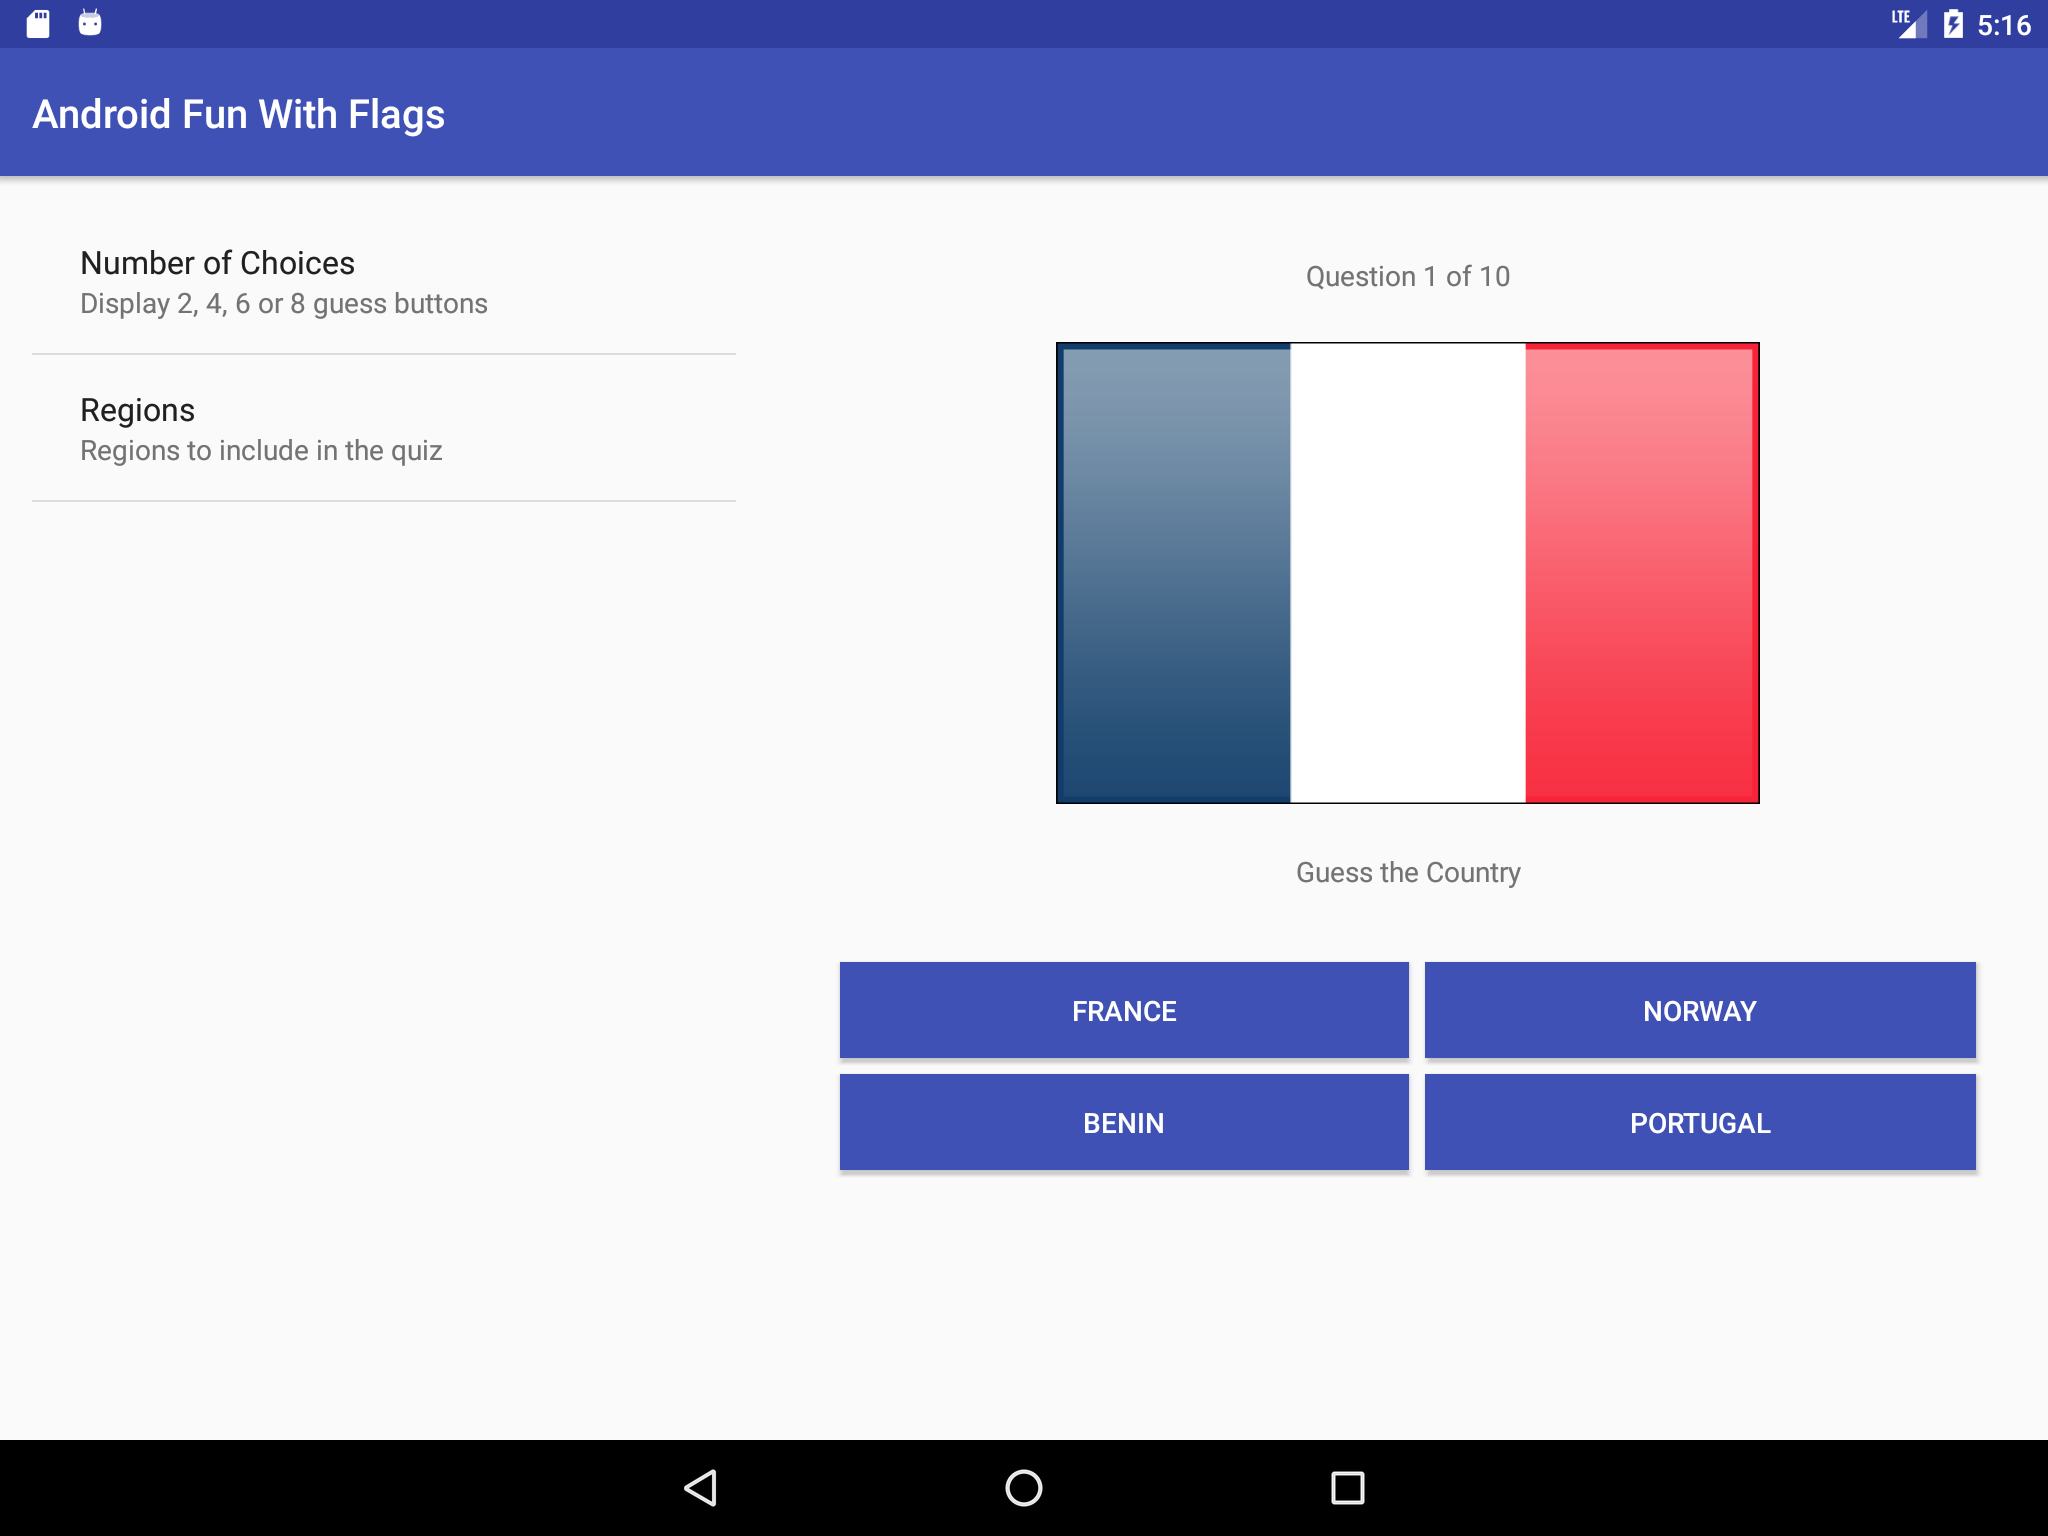 LTE 5:16
Android Fun With Flags
Number of Choices
Display 2, 4, 6 or 8 guess buttons
Regions
Regions to include in the quiz
Question 1 of 10
Guess the Country
FRANCE
NORWAY
BENIN
PORTUGAL